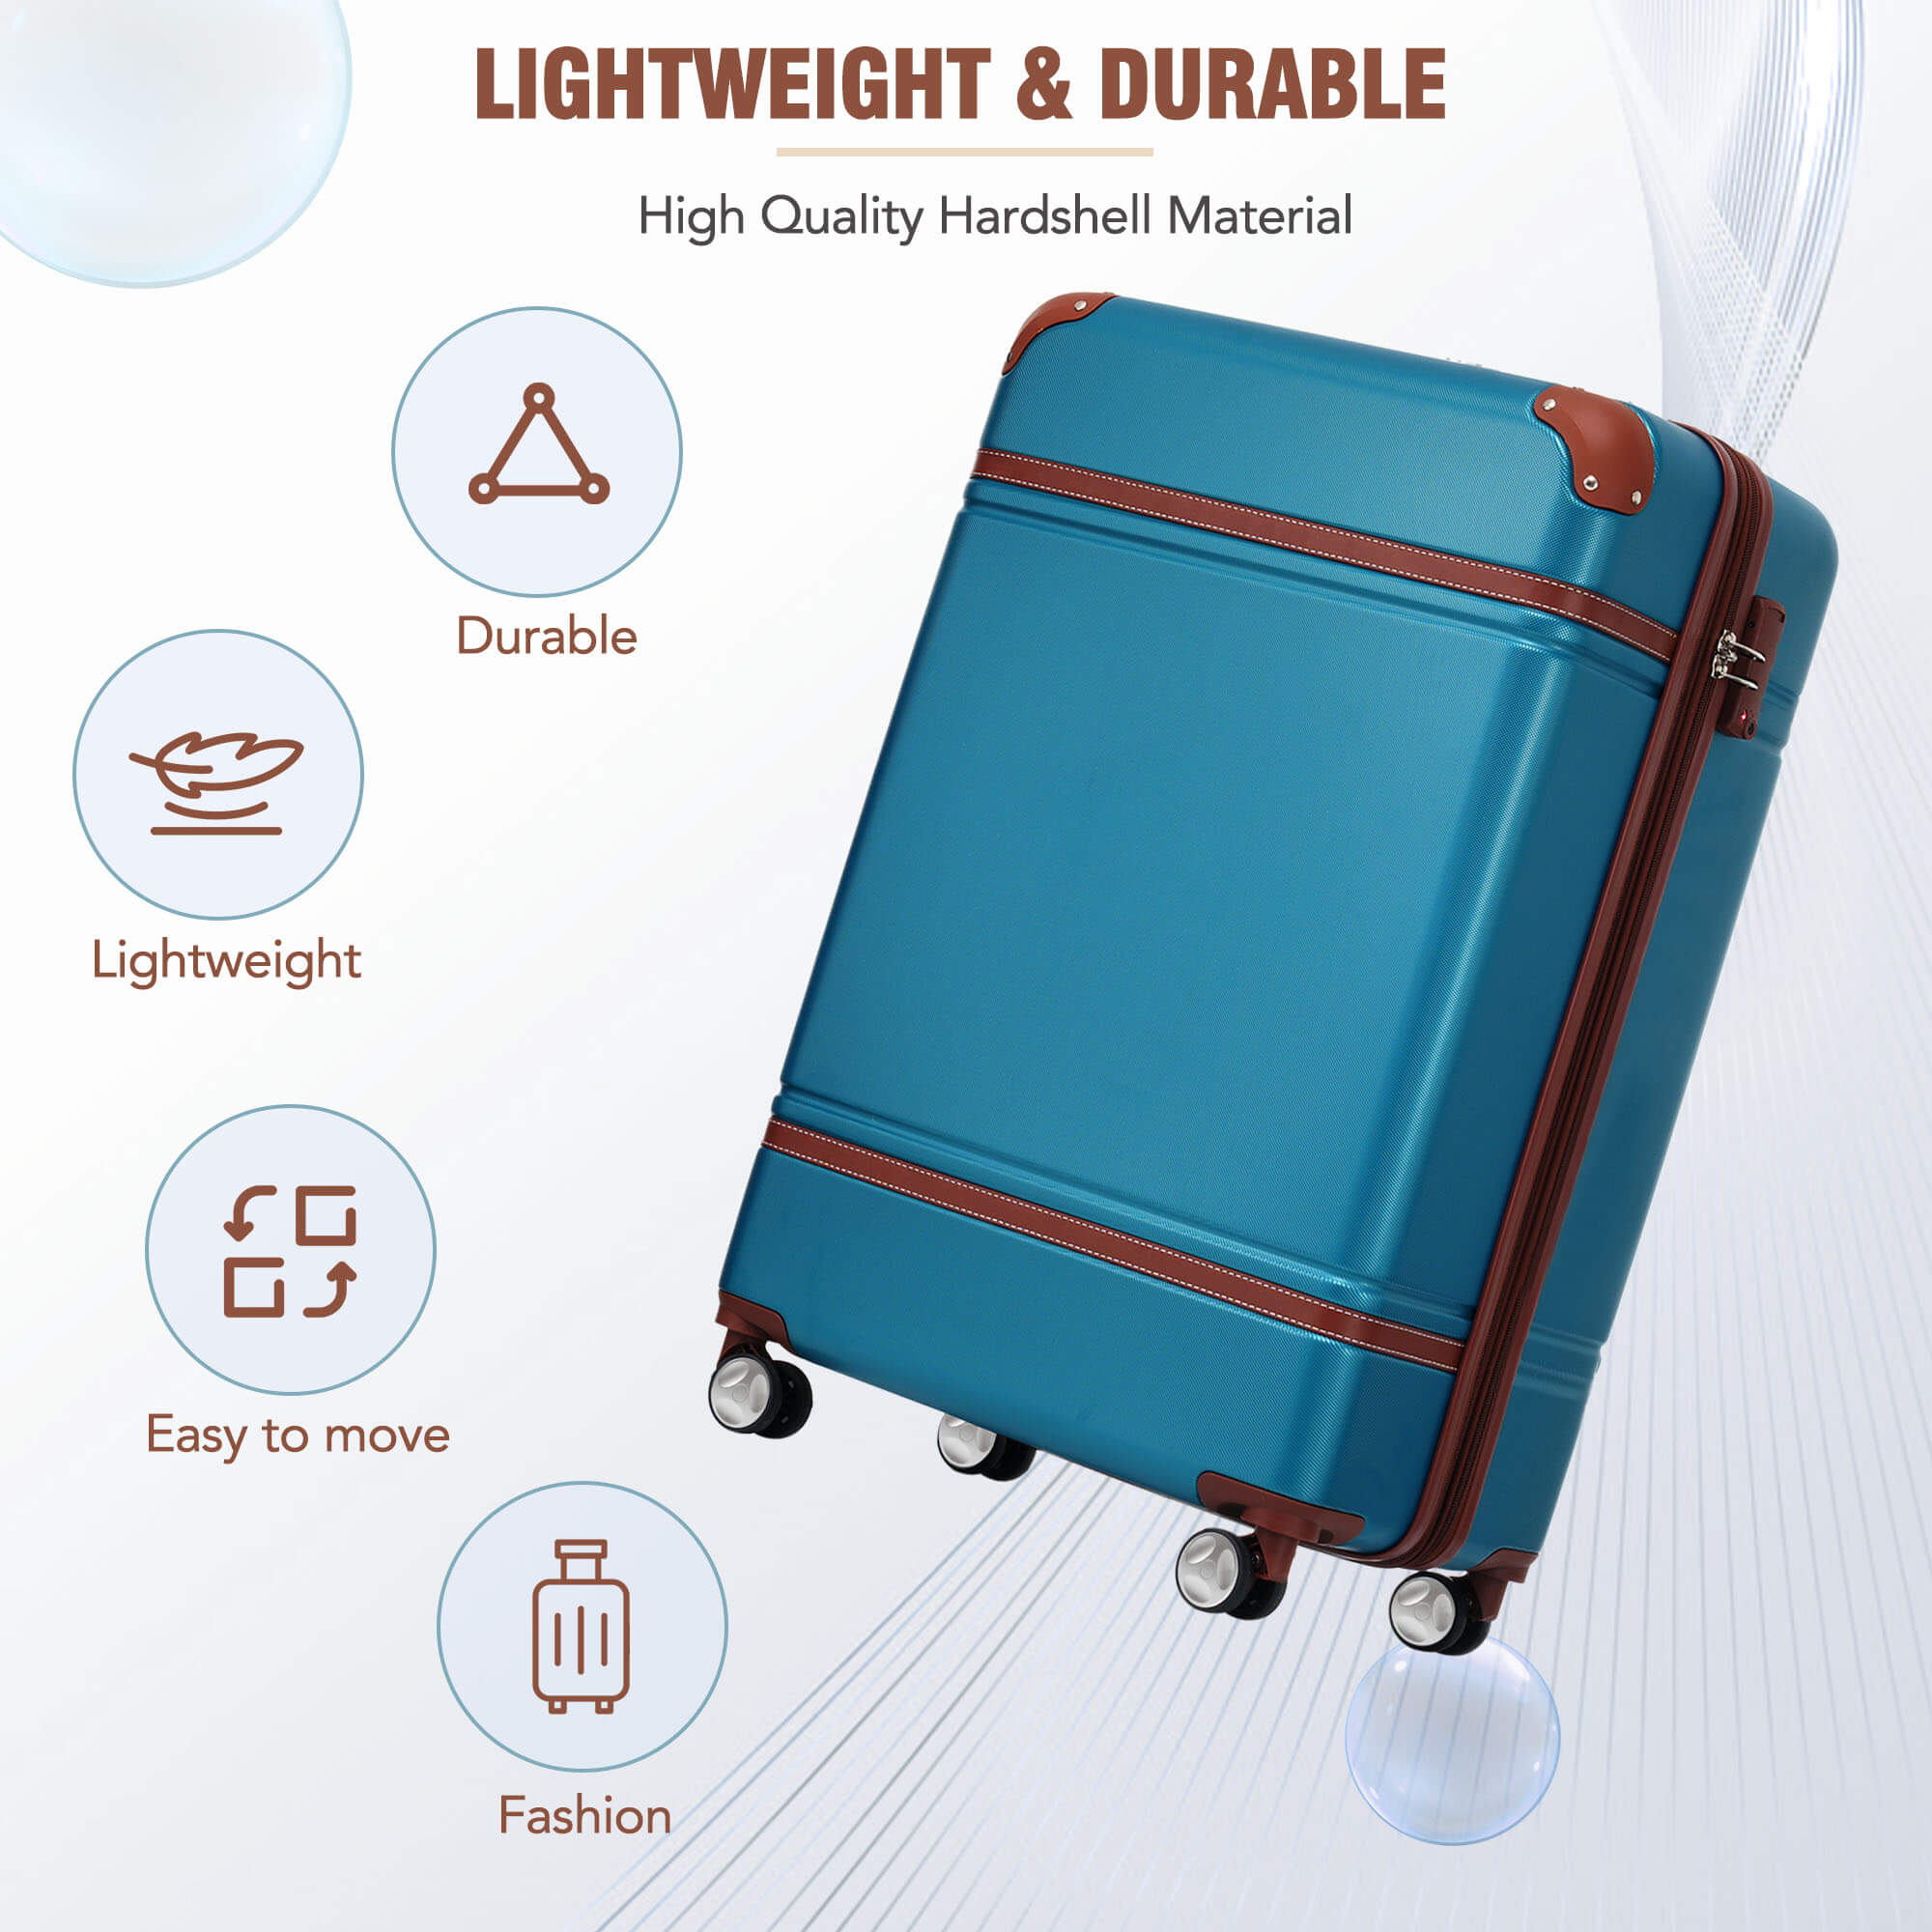 LIGHTWEIGHT & DURABLE
High Quality Hardshell Material
Durable
Lightweight
Easy to move
Fashion